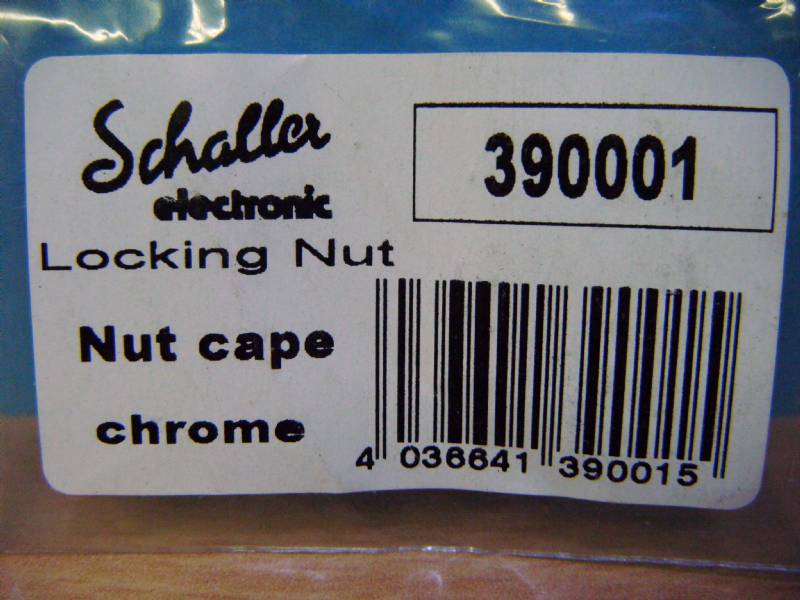 Schaller
electronic
390001
Locking Nut
Nut cape
chrome
4 036641 390015